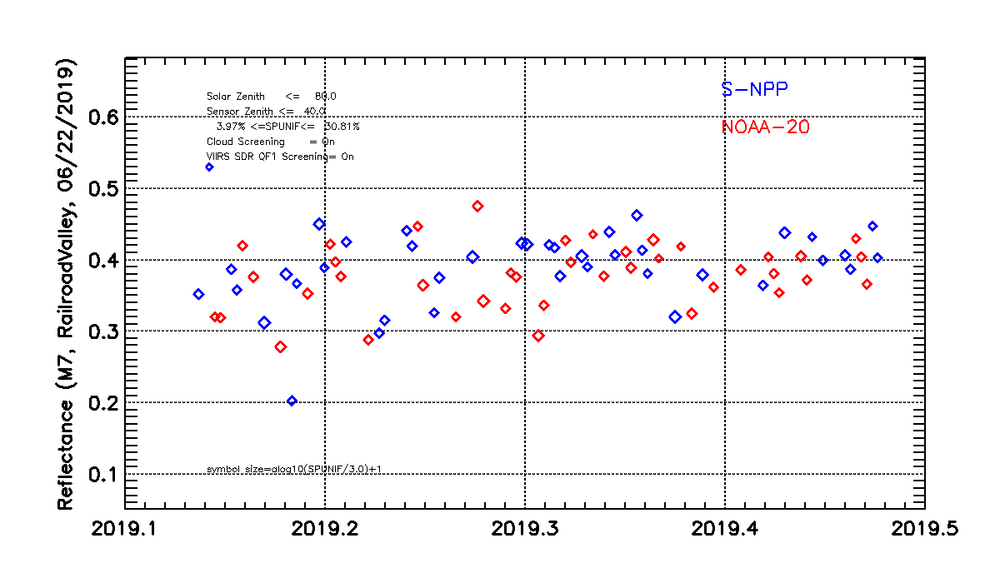 Reflectance (M7, RailroadValley, 06/22/2019)
S-NPP
NOAA-20
Solar Zenith <= 80.0
Sensor Zenith <= 40.0
3.97% <=SPUNIF<= 30.81%
Cloud Screening = On
VIIRS SDR QF1 Screening= On
0.6
0.5
0.4
0.3
0.2
0.1
symbol size=alog10(SPUNIF/3.0)+1
2019.1 2019.2 2019.3 2019.4 2019.5